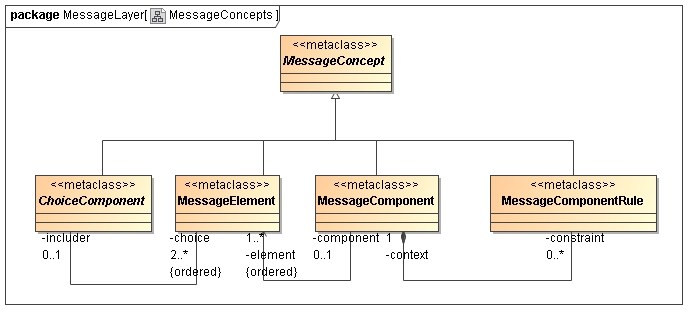 package MessageLayer[ MessageConcepts ]
<<metaclass>>
MessageConcept
<<metaclass>> <<metaclass>> <<metaclass>> <<metaclass>>
ChoiceComponent MessageElement MessageComponent MessageComponentRule
-includer -choice 1..* -component 1 -constraint
0..1 2..* -element 0..1 -context 0..*
{ordered} {ordered}